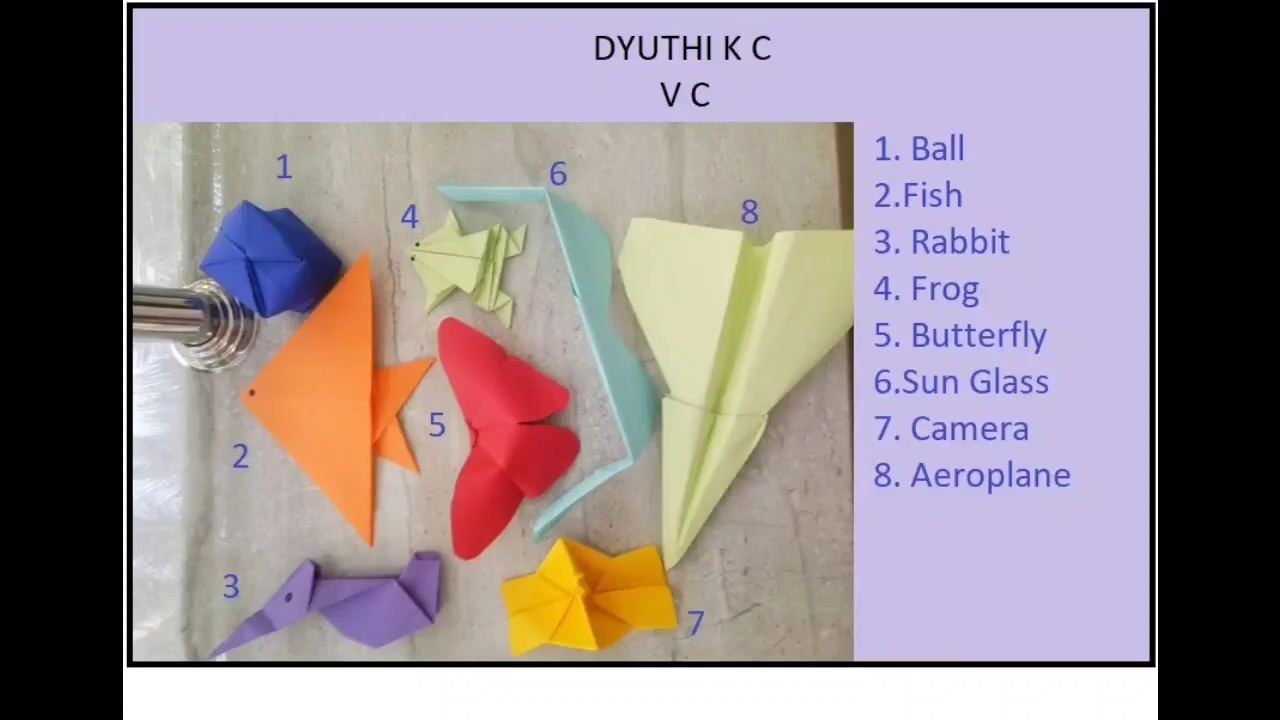 DYUTHI K C
V C
1
6
4
8
5
2
3
7
1. Ball
2.Fish
3. Rabbit
4. Frog
5. Butterfly
6.Sun Glass
7. Camera
8. Aeroplane